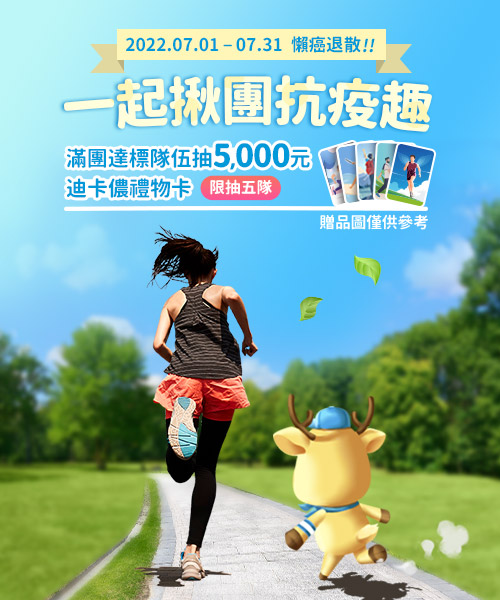 2022.07.01 – 07.31 懶癌退散!!
一起揪團抗疫趣
滿團達標隊伍抽5,000元
迪卡儂禮物卡 限抽五隊
贈品圖僅供參考